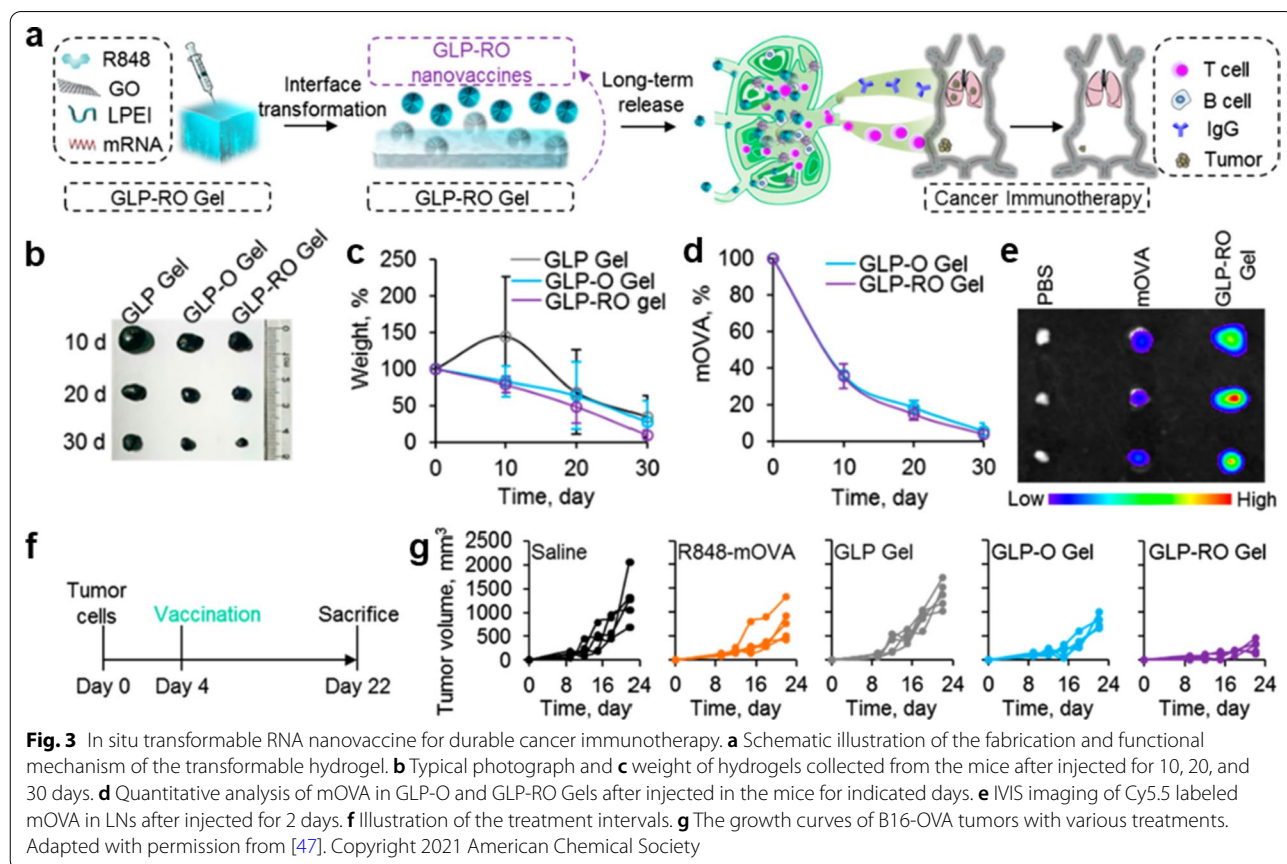 a
R848
GO
LPEI
mRNA
GLP-RO Gel
Interface
transformation
GLP-RO
nanovaccines
GLP-RO Gel
Long-term
release
Cancer Immunotherapy
T cell
B cell
IgG
Tumor
b
GLP Gel
GLP-O Gel
GLP-RO Gel
10 d
20 d
30 d
c
Weight, %
250
200
150
100
50
0
GLP Gel
GLP-O Gel
GLP-RO gel
0 10 20 30
Time, day
d
mOVA, %
100
80
60
40
20
0
GLP-O Gel
GLP-RO Gel
0 10 20 30
Time, day
e
PBS
mOVA
GLP-RO
Gel
Low High
f
Tumor
cells
Vaccination
Sacrifice
Day 0 Day 4 Day 22
g
Tumor volume, mm³
2500
2000
1500
1000
500
0
Saline
R848-mOVA
GLP Gel
GLP-O Gel
GLP-RO Gel
0 8 16 24 0 8 16 24 0 8 16 24 0 8 16 24 0 8 16 24
Time, day Time, day Time, day Time, day Time, day
Fig. 3 In situ transformable RNA nanovaccine for durable cancer immunotherapy. a Schematic illustration of the fabrication and functional
mechanism of the transformable hydrogel. b Typical photograph and c weight of hydrogels collected from the mice after injected for 10, 20, and
30 days. d Quantitative analysis of mOVA in GLP-O and GLP-RO Gels after injected in the mice for indicated days. e IVIS imaging of Cy5.5 labeled
mOVA in LNs after injected for 2 days. f Illustration of the treatment intervals. g The growth curves of B16-OVA tumors with various treatments.
Adapted with permission from [47]. Copyright 2021 American Chemical Society